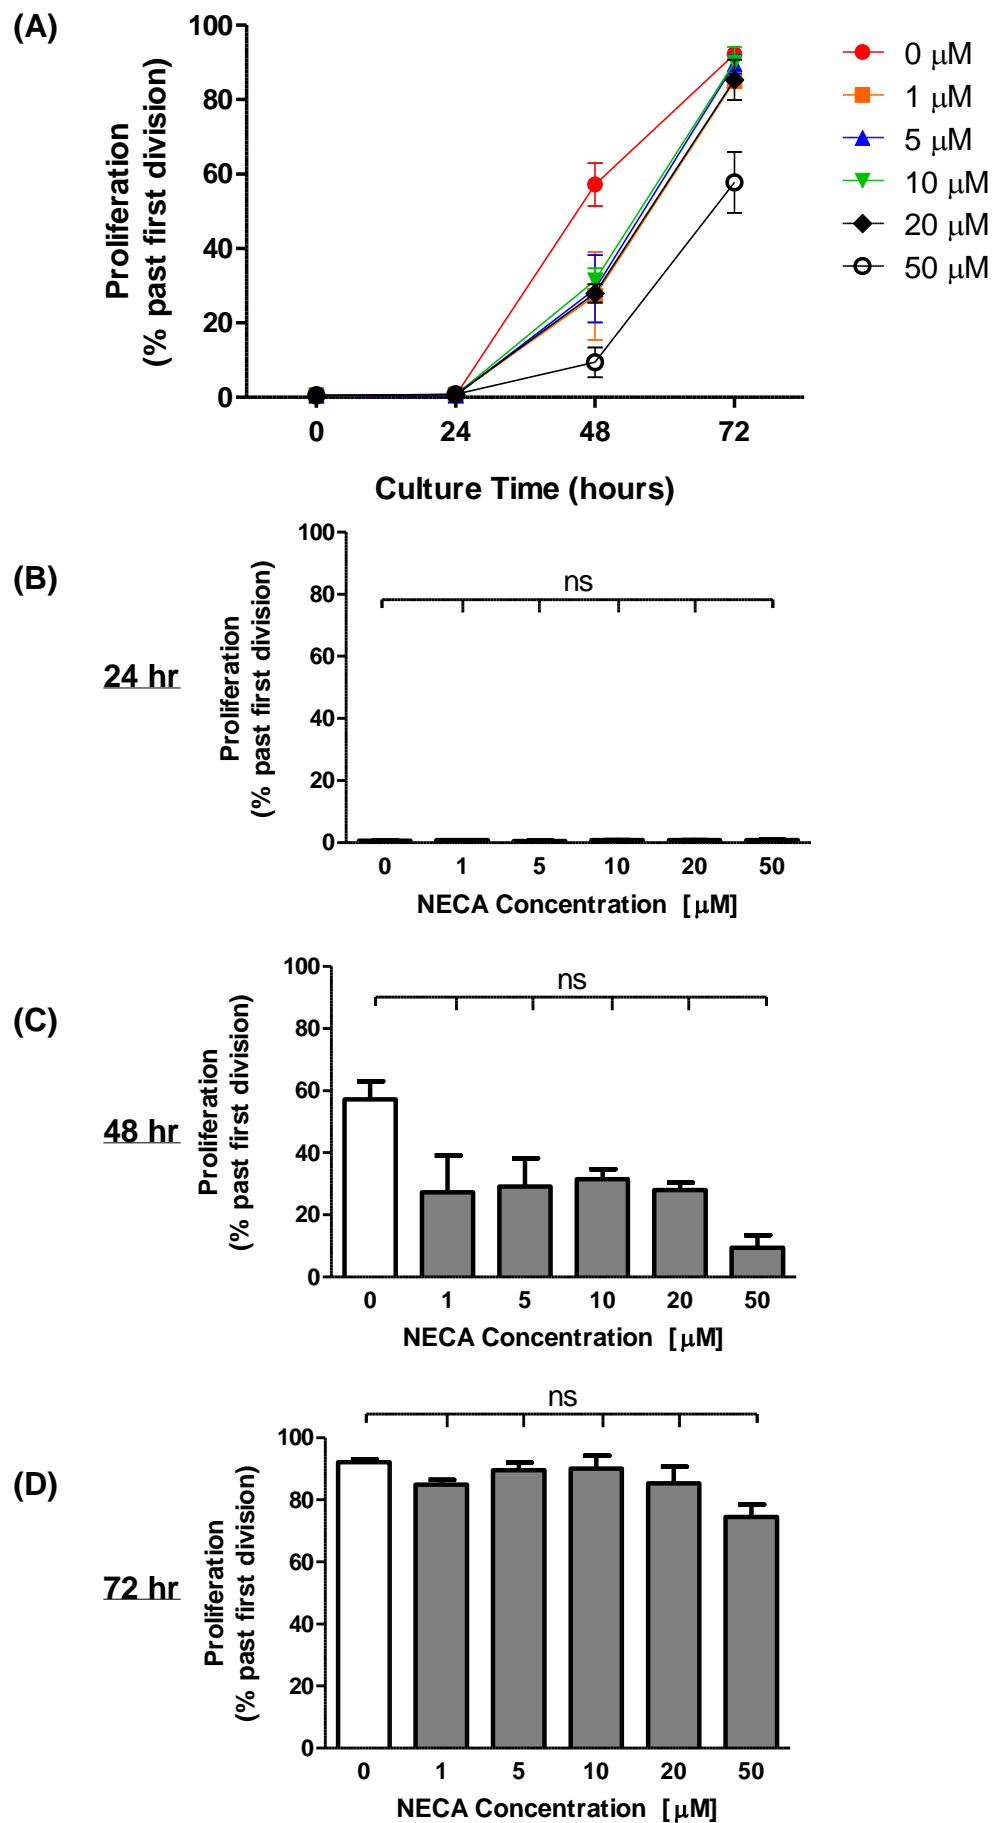 (A)
Proliferation
(% past first division)
100
80
60
40
20
0
0 24 48 72
Culture Time (hours)
0 μM
1 μM
5 μM
10 μM
20 μM
50 μM
(B)
24 hr
Proliferation
(% past first division)
100
80
60
40
20
0
ns
0 1 5 10 20 50
NECA Concentration [μM]
(C)
48 hr
Proliferation
(% past first division)
100
80
60
40
20
0
ns
0 1 5 10 20 50
NECA Concentration [μM]
(D)
72 hr
Proliferation
(% past first division)
ns
100
80
60
40
20
0
0 1 5 10 20 50
NECA Concentration [μM]